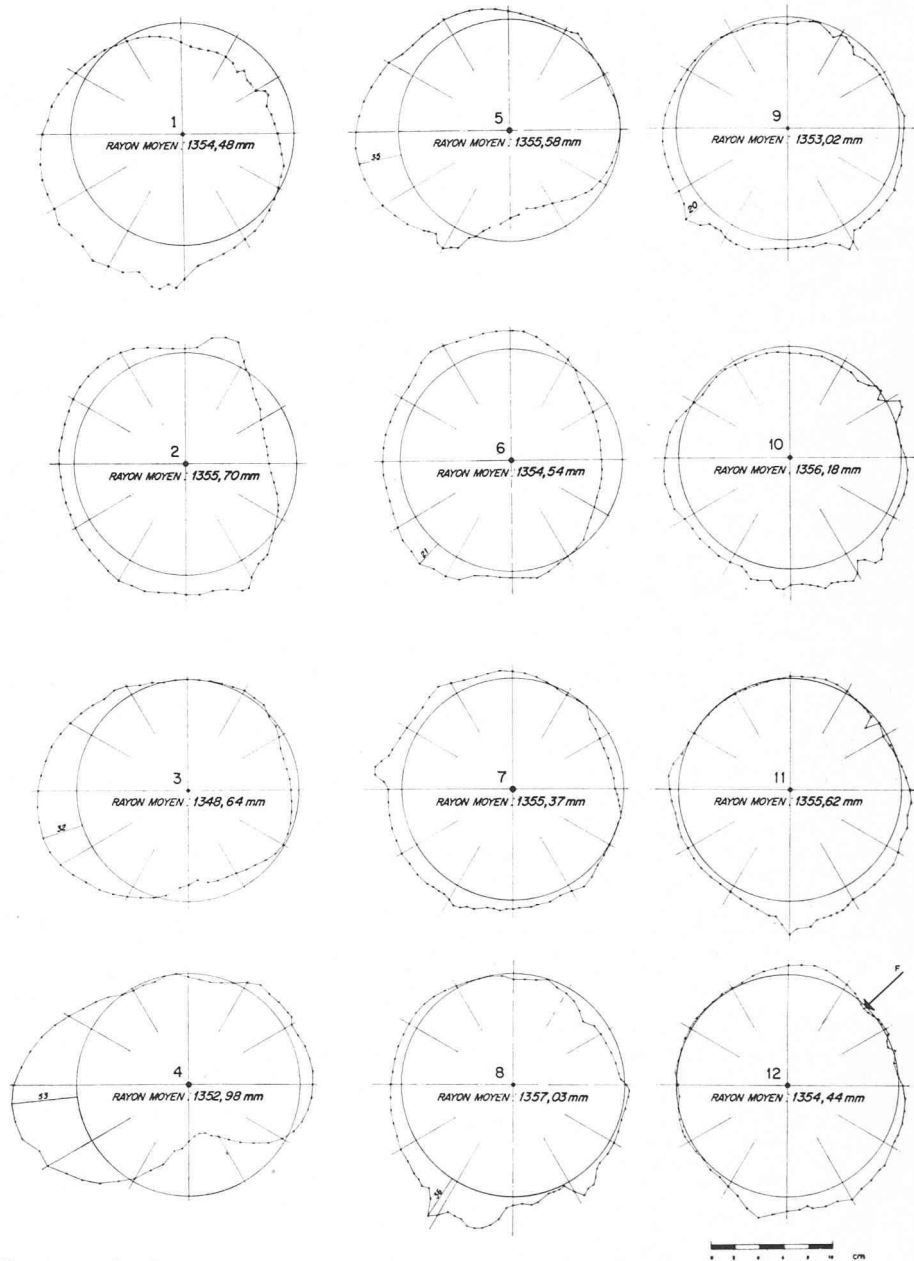 1
RAYON MOYEN : 1354,48 mm
5
RAYON MOYEN : 1355,58 mm
35
9
RAYON MOYEN : 1353,02 mm
20
2
RAYON MOYEN : 1355,70 mm
6
RAYON MOYEN : 1354,54 mm
21
10
RAYON MOYEN : 1356,18 mm
3
RAYON MOYEN : 1348,64 mm
32
7
RAYON MOYEN : 1355,37 mm
11
RAYON MOYEN : 1355,62 mm
4
RAYON MOYEN : 1352,98 mm
53
8
RAYON MOYEN : 1357,03 mm
36
F
12
RAYON MOYEN : 1354,44 mm
cm